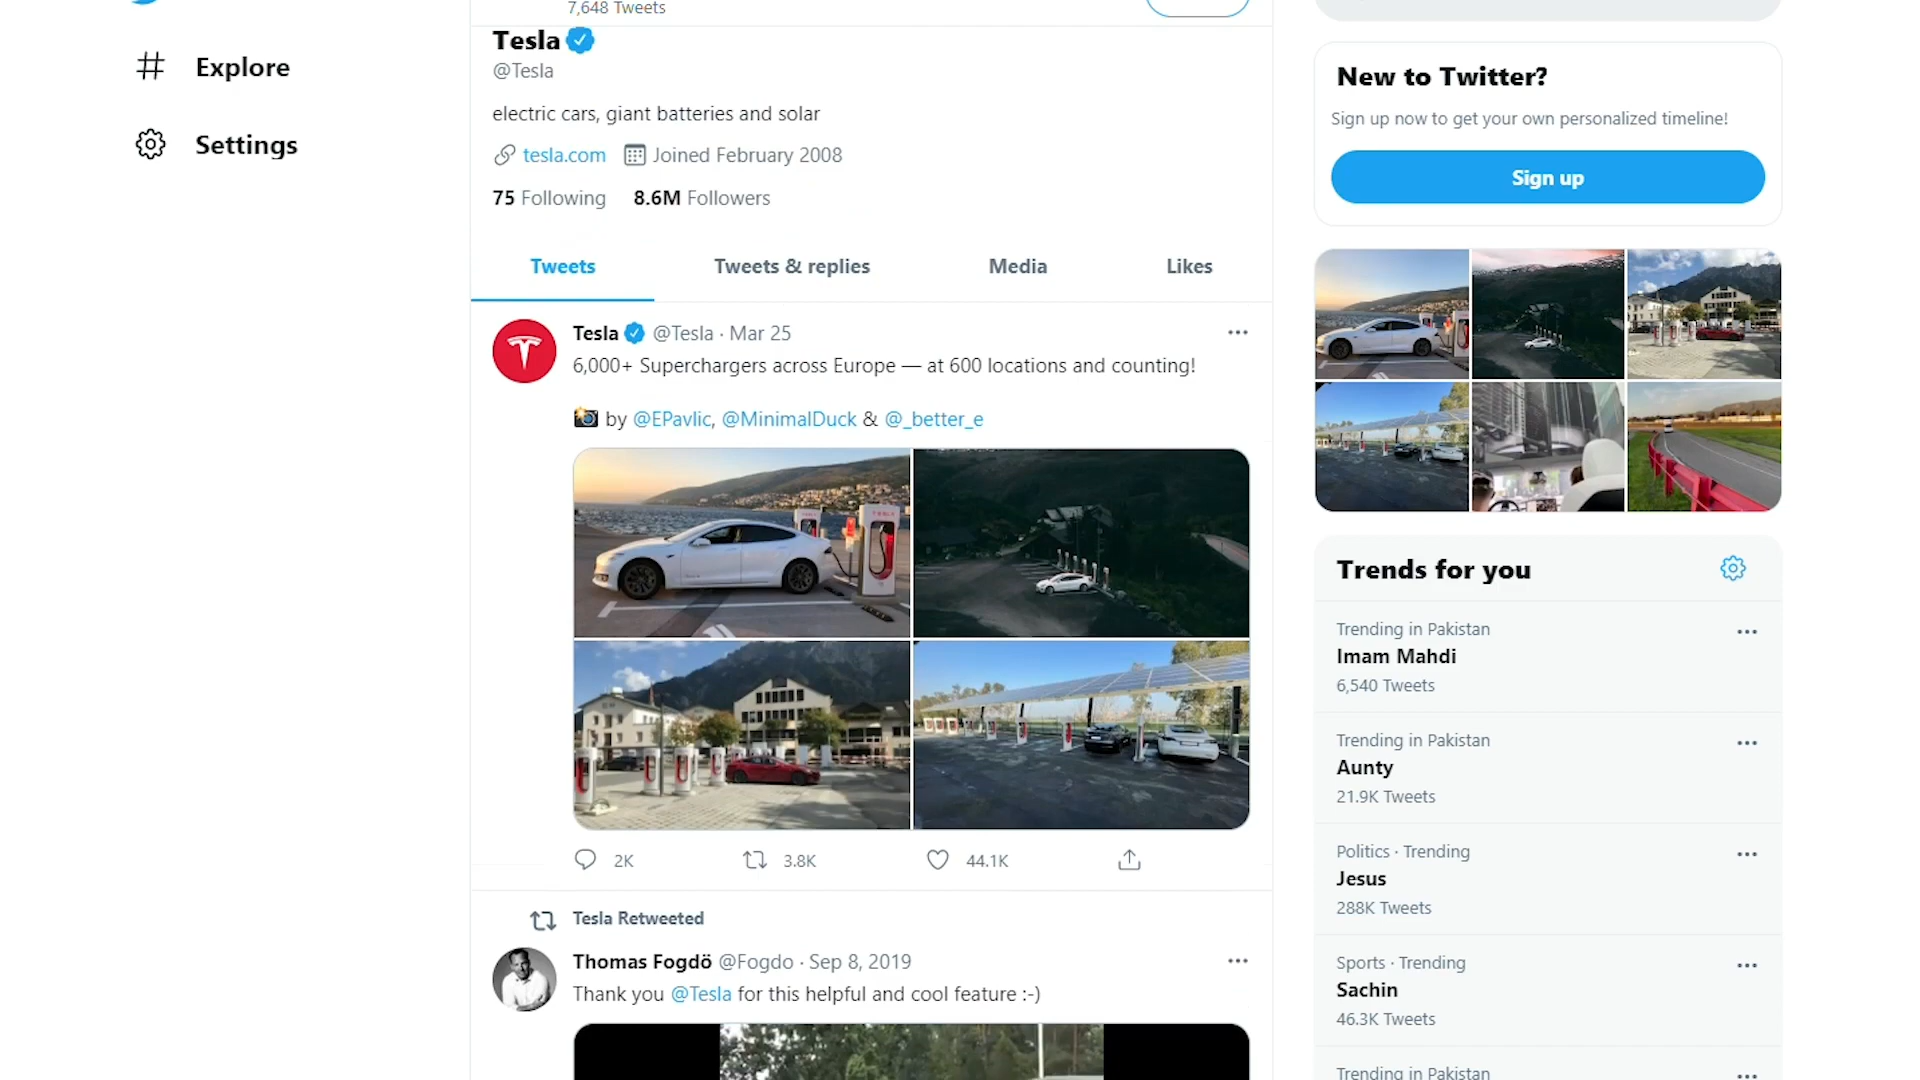 7,648 Tweets
Tesla
@Tesla
electric cars, giant batteries and solar
tesla.com Joined February 2008
75 Following 8.6M Followers
Tweets Tweets & replies Media Likes
Tesla @Tesla · Mar 25
6,000+ Superchargers across Europe — at 600 locations and counting!
by @EPavlic, @MinimalDuck & @_better_e
TESLA
2K 3.8K 44.1K
Tesla Retweeted
Thomas Fogdö @Fogdo · Sep 8, 2019
Thank you @Tesla for this helpful and cool feature :-)
Explore
Settings
New to Twitter?
Sign up now to get your own personalized timeline!
Sign up
Trends for you
Trending in Pakistan
Imam Mahdi
6,540 Tweets
Trending in Pakistan
Aunty
21.9K Tweets
Politics · Trending
Jesus
288K Tweets
Sports · Trending
Sachin
46.3K Tweets
Trending in Pakistan